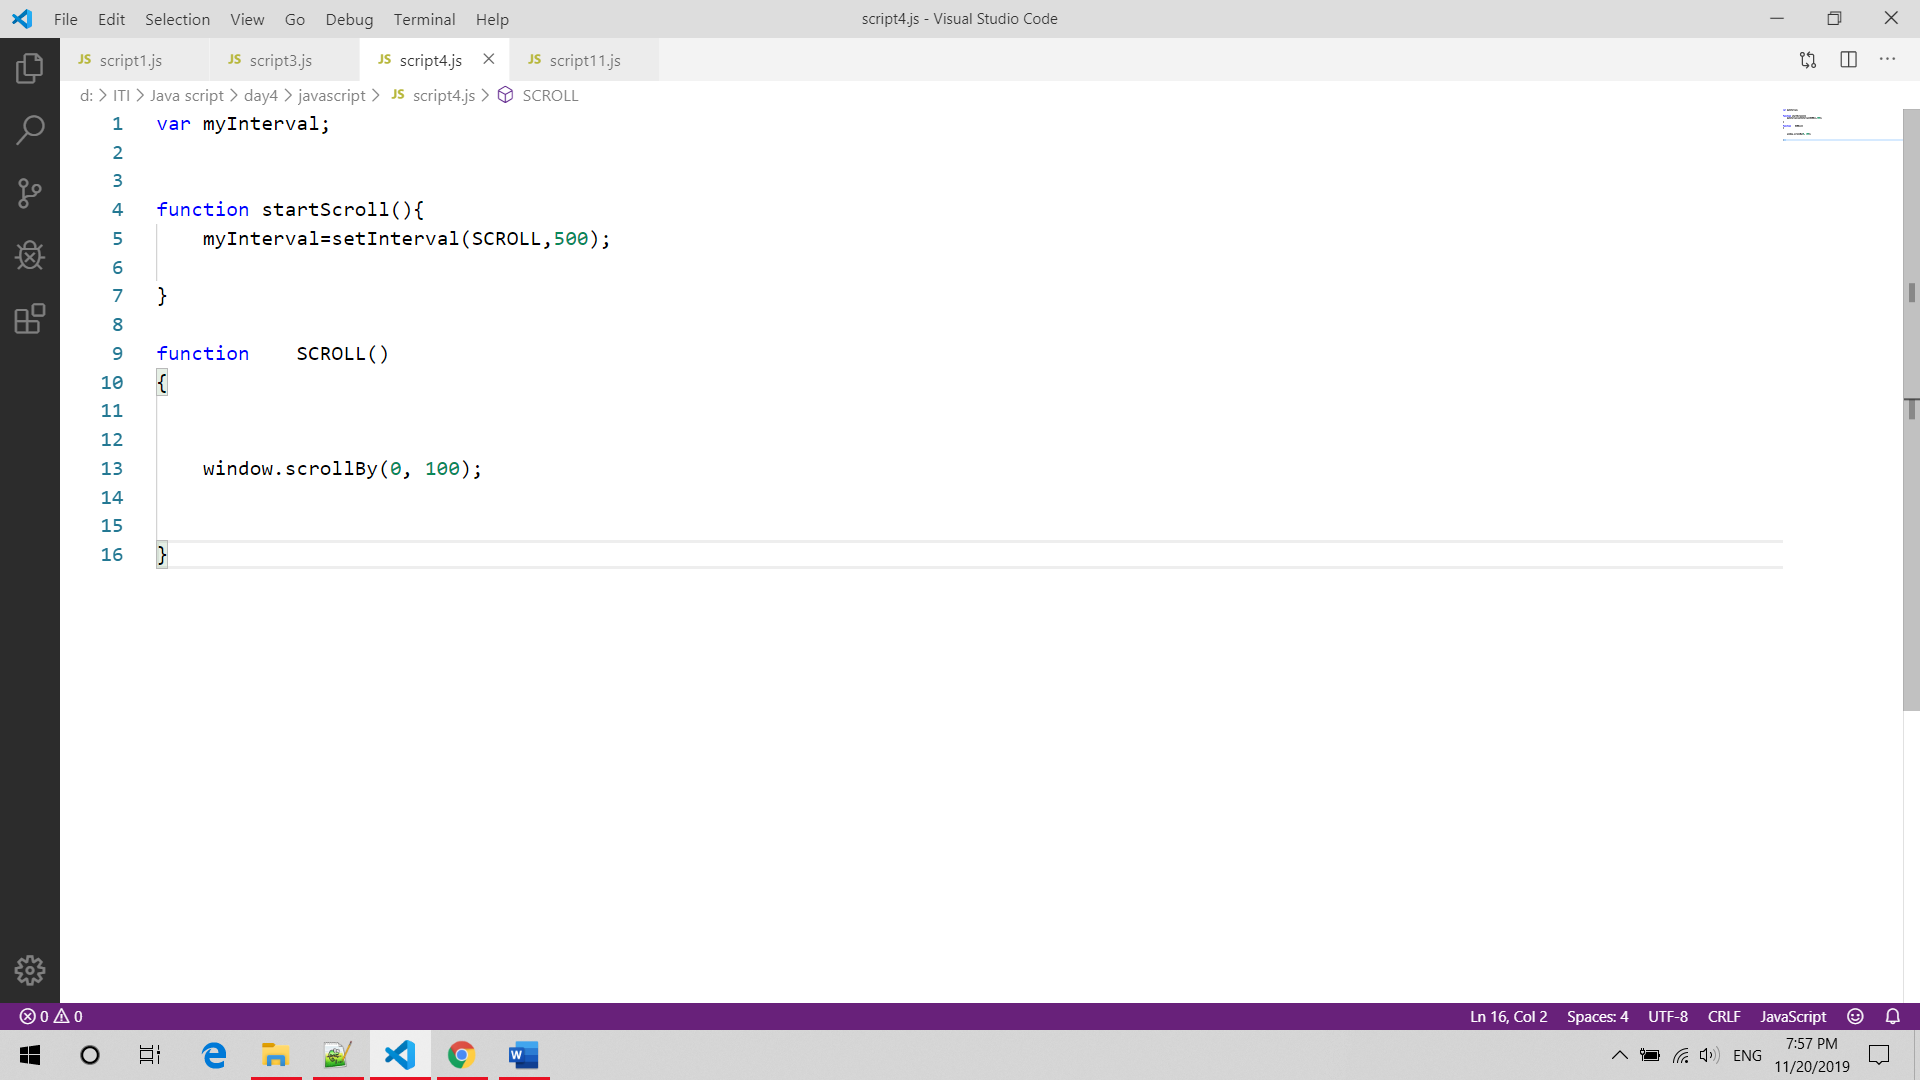 File Edit Selection View Go Debug Terminal Help script4.js - Visual Studio Code
JS script1.js JS script3.js JS script4.js JS script11.js
d: > ITI > Java script > day4 > javascript > JS script4.js > SCROLL
1 var myInterval;
2
3
4 function startScroll(){
5     myInterval=setInterval(SCROLL,500);
6
7 }
8
9 function    SCROLL()
10 {
11
12
13     window.scrollBy(0, 100);
14
15
16 }
0 0 Ln 16, Col 2 Spaces: 4 UTF-8 CRLF JavaScript
ENG 7:57 PM
11/20/2019